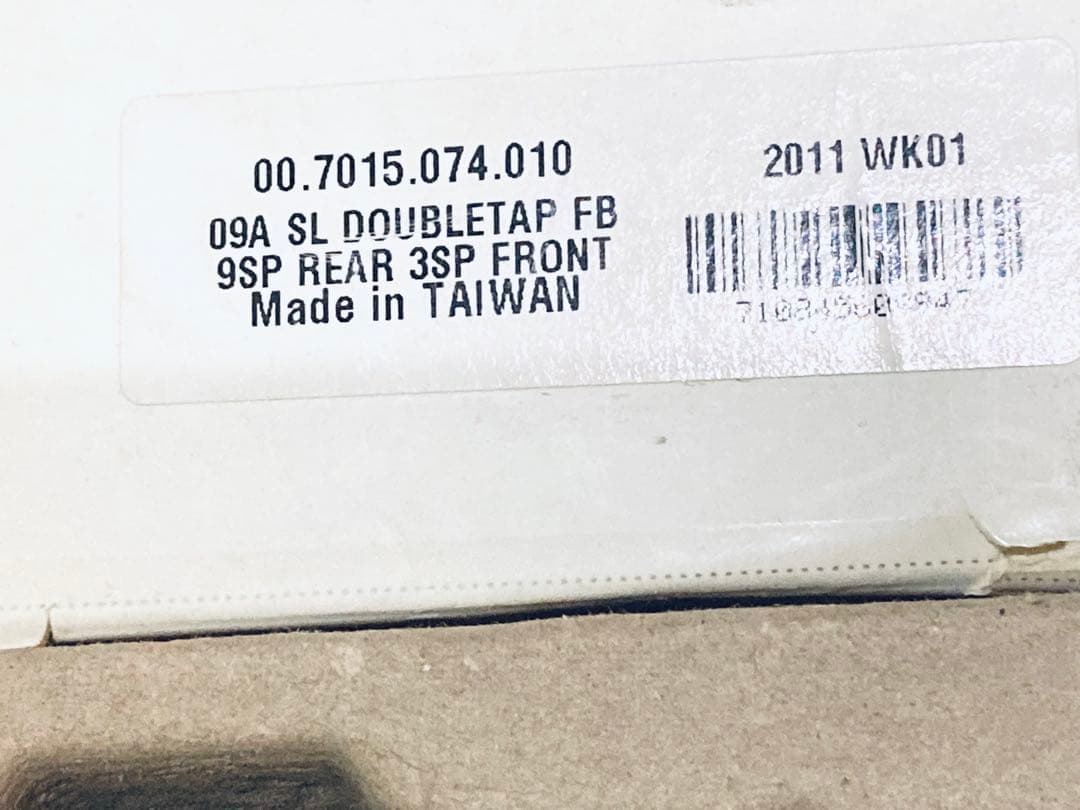 00.7015.074.010
09A SL DOUBLETAP FB
9SP REAR 3SP FRONT
Made in TAIWAN
2011 WK01